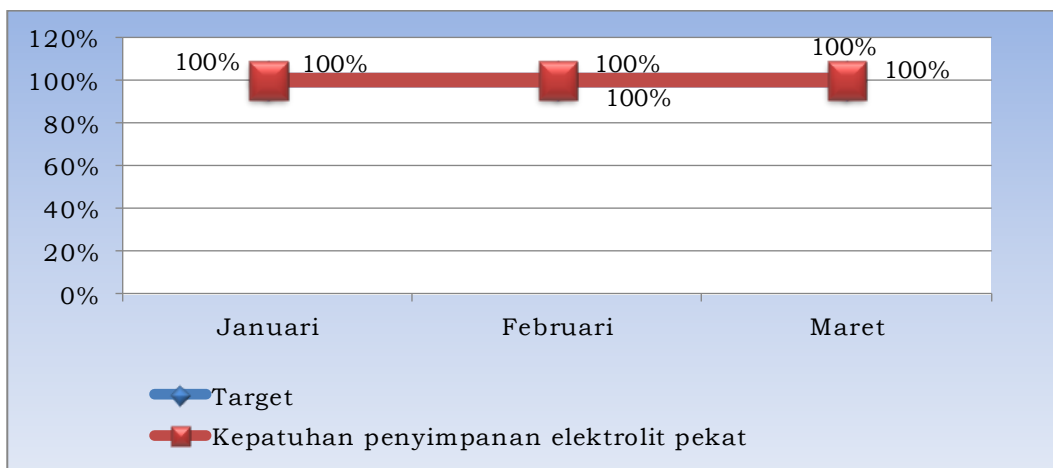 120%
100%
80%
60%
40%
20%
0%
100%
100%
100%
100%
100%
100%
Januari
Februari
Maret
Target
Kepatuhan penyimpanan elektrolit pekat